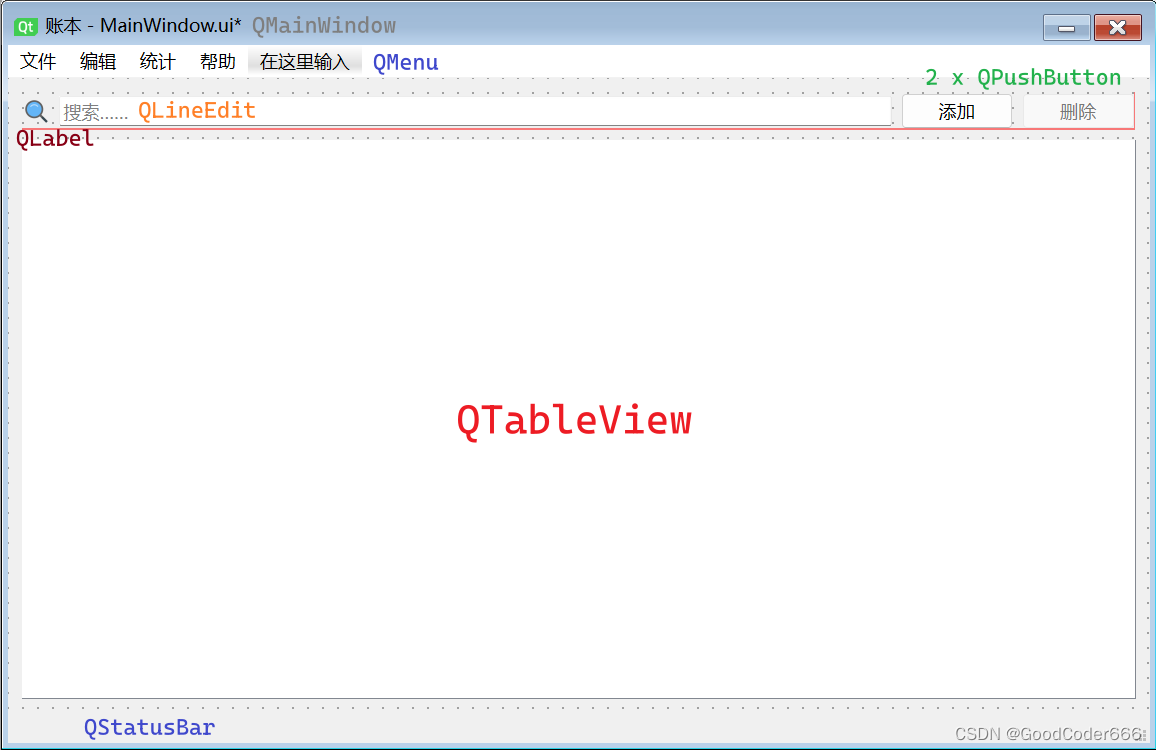 Qt 账本 - MainWindow.ui* QMainWindow
文件 编辑 统计 帮助 在这里输入 QMenu
2 x QPushButton
搜索...... QLineEdit 添加 删除
QLabel
QTableView
QStatusBar
CSDN @GoodCoder666